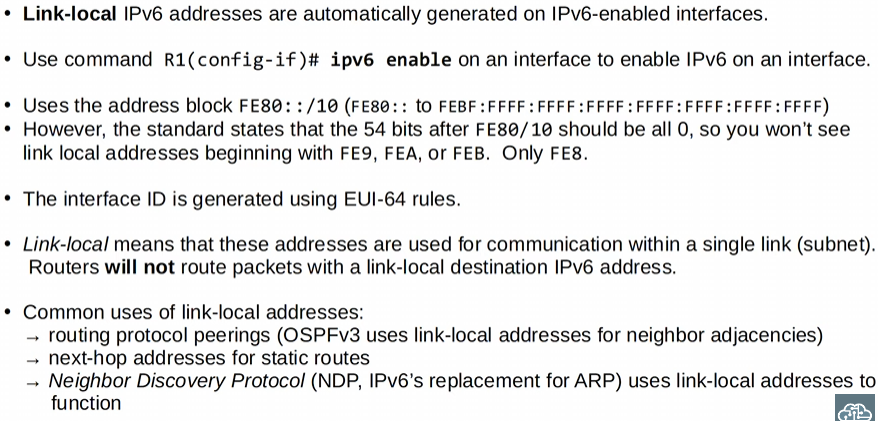 • Link-local IPv6 addresses are automatically generated on IPv6-enabled interfaces.
• Use command R1(config-if)# ipv6 enable on an interface to enable IPv6 on an interface.
• Uses the address block FE80::/10 (FE80:: to FEBF:FFFF:FFFF:FFFF:FFFF:FFFF:FFFF:FFFF)
• However, the standard states that the 54 bits after FE80/10 should be all 0, so you won't see
link local addresses beginning with FE9, FEA, or FEB. Only FE8.
• The interface ID is generated using EUI-64 rules.
• Link-local means that these addresses are used for communication within a single link (subnet).
Routers will not route packets with a link-local destination IPv6 address.
• Common uses of link-local addresses:
→ routing protocol peerings (OSPFv3 uses link-local addresses for neighbor adjacencies)
→ next-hop addresses for static routes
→ Neighbor Discovery Protocol (NDP, IPv6's replacement for ARP) uses link-local addresses to
function